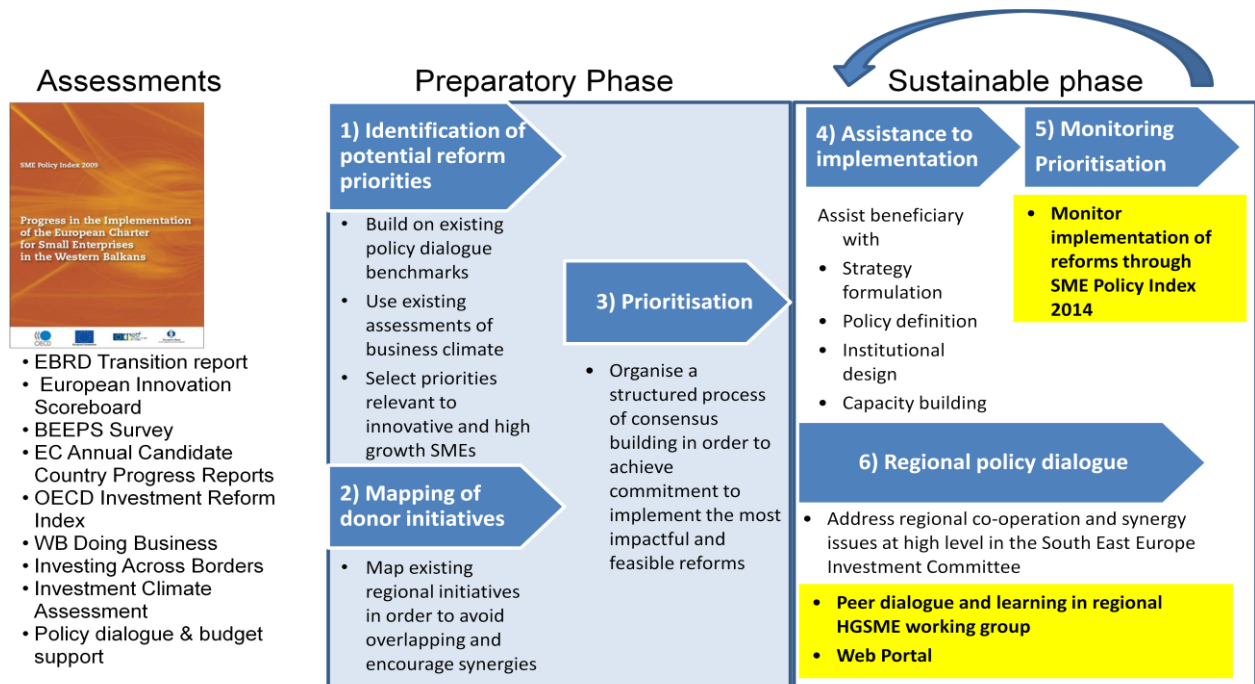 Assessments
SME Policy Index 2009
Progress in the Implementation
of the European Charter
for Small Enterprises
in the Western Balkans
OECD
• EBRD Transition report
• European Innovation
Scoreboard
• BEEPS Survey
• EC Annual Candidate
Country Progress Reports
• OECD Investment Reform
Index
• WB Doing Business
• Investing Across Borders
• Investment Climate
Assessment
• Policy dialogue & budget
support
Preparatory Phase
1) Identification of
potential reform
priorities
• Build on existing
policy dialogue
benchmarks
• Use existing
assessments of
business climate
• Select priorities
relevant to
innovative and high
growth SMEs
2) Mapping of
donor initiatives
• Map existing
regional initiatives
in order to avoid
overlapping and
encourage synergies
3) Prioritisation
• Organise a
structured process
of consensus
building in order to
achieve
commitment to
implement the most
impactful and
feasible reforms
Sustainable phase
4) Assistance to
implementation
Assist beneficiary
with
• Strategy
formulation
• Policy definition
• Institutional
design
• Capacity building
5) Monitoring
Prioritisation
• Monitor
implementation of
reforms through
SME Policy Index
2014
6) Regional policy dialogue
• Address regional co-operation and synergy
issues at high level in the South East Europe
Investment Committee
• Peer dialogue and learning in regional
HGSME working group
• Web Portal